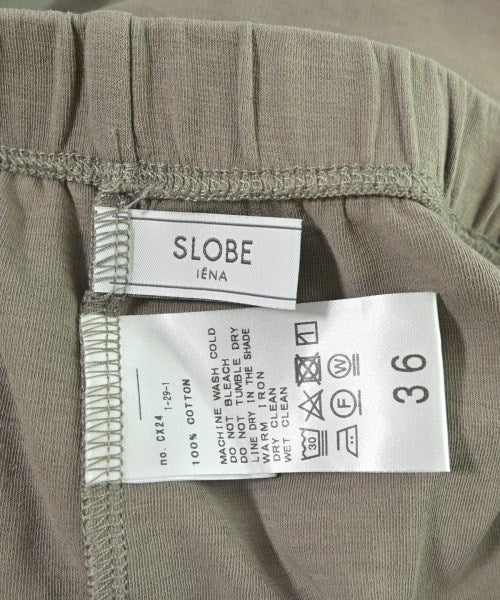 SLOBE
IÉNA
36
MACHINE WASH COLD
DO NOT BLEACH
DO NOT TUMBLE DRY
LINE DRY IN THE SHADE
WARM IRON
DRY CLEAN
WET CLEAN
30
F
W
100% COTTON
no. CX24 1-29-1